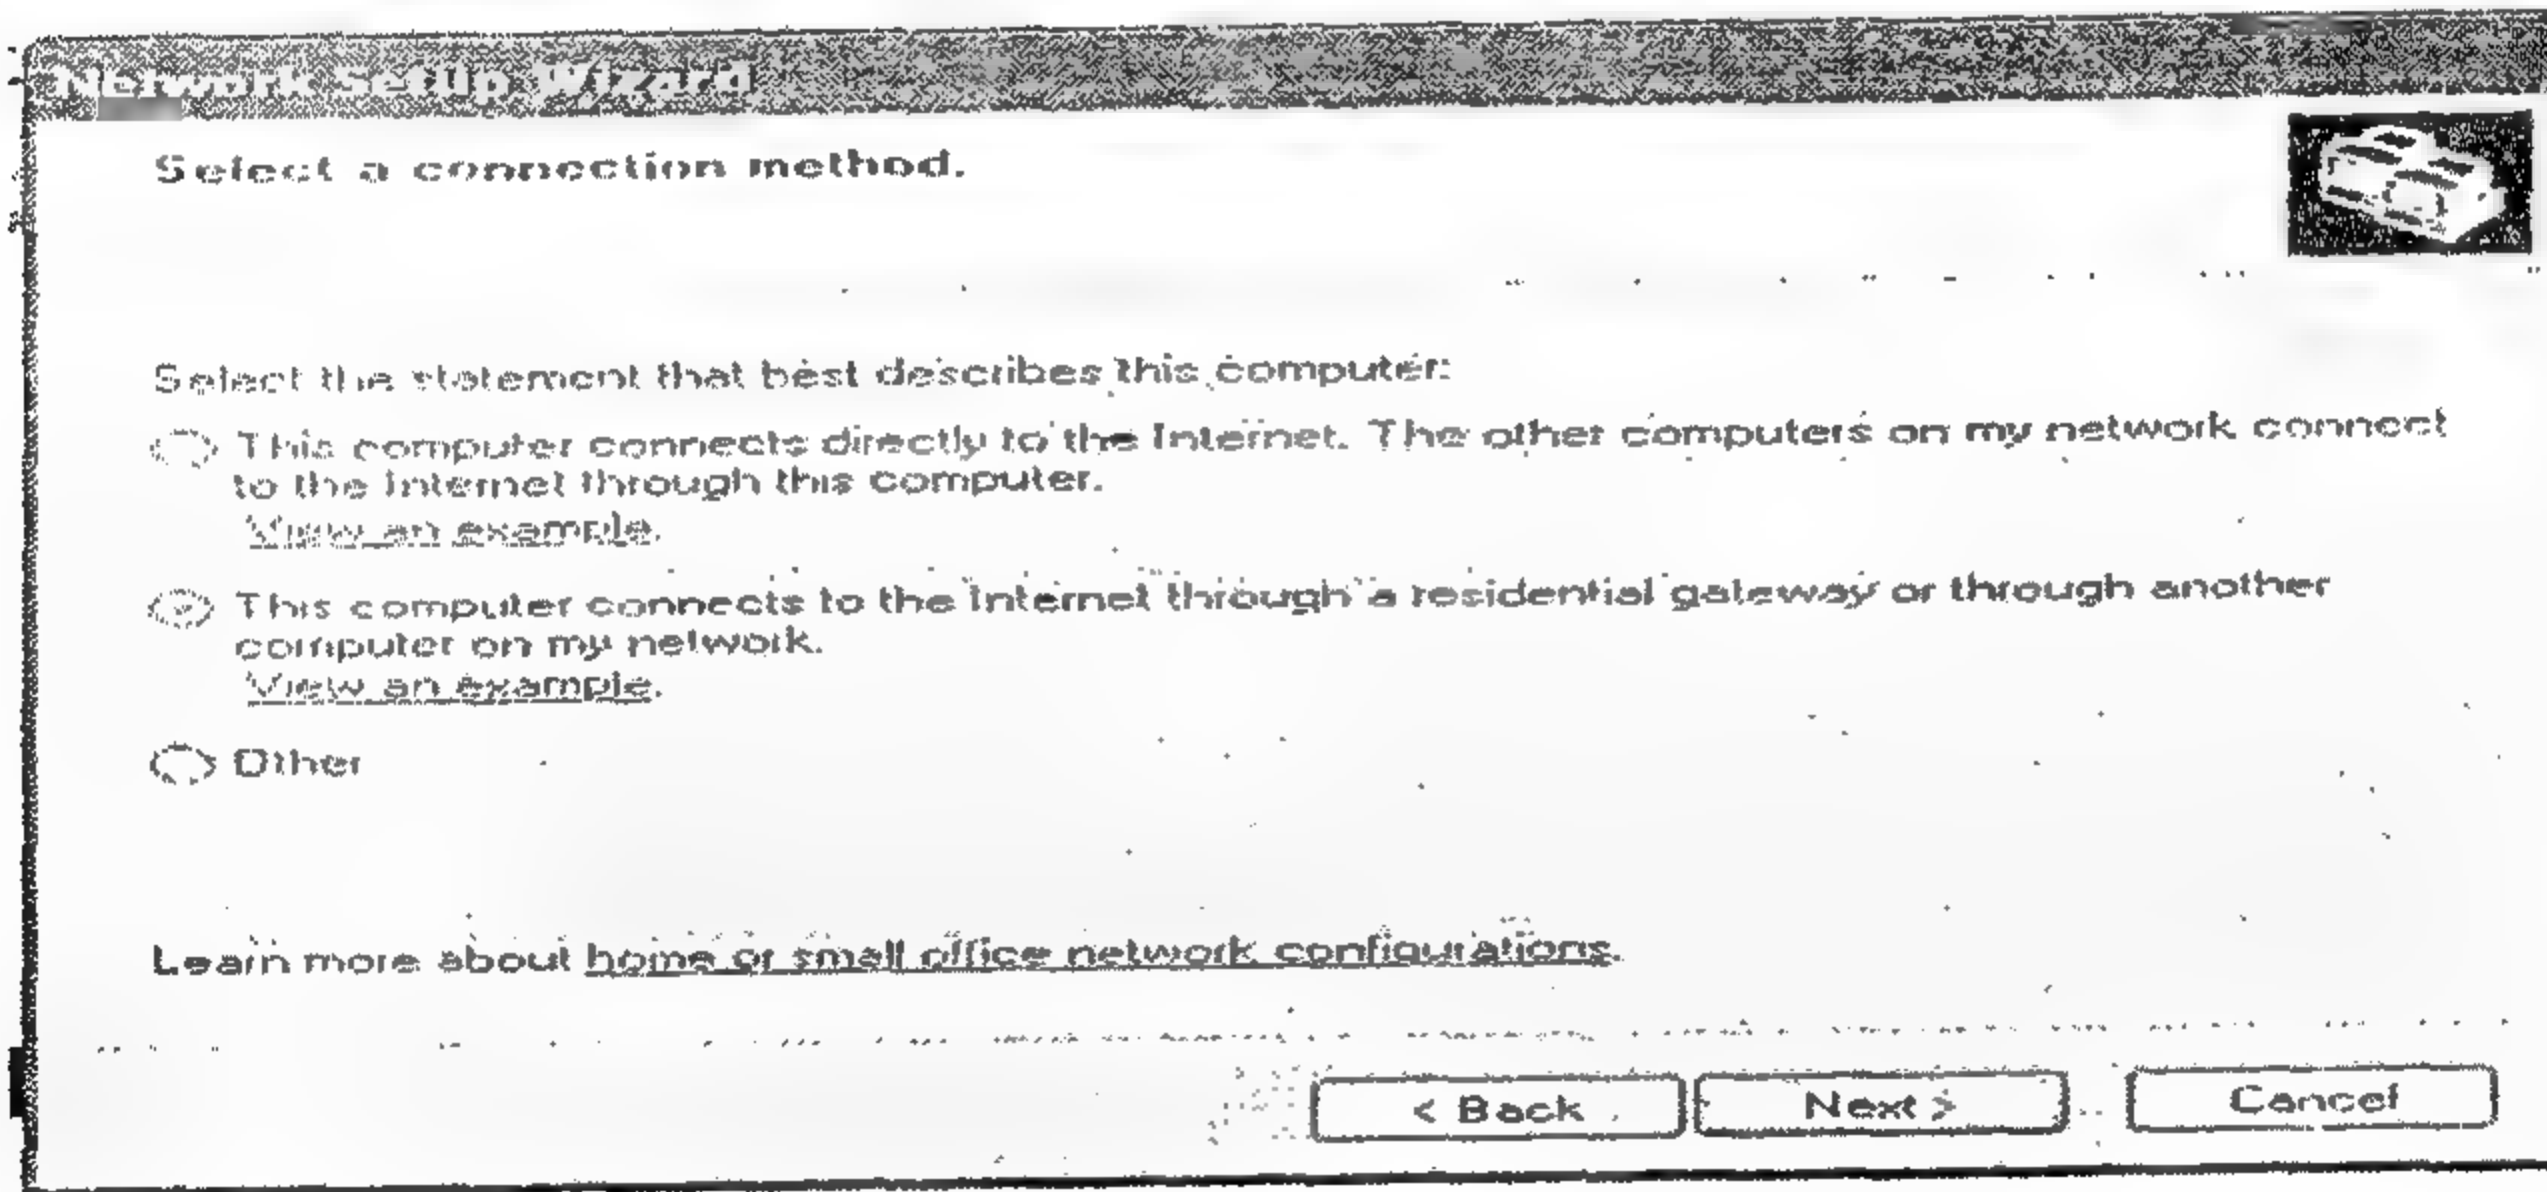 Network Setup Wizard
Select a connection method.
Select the statement that best describes this computer:
This computer connects directly to the Internet. The other computers on my network connect
to the Internet through this computer.
View an example.
This computer connects to the Internet through a residential gateway or through another
computer on my network.
View an example.
Other
Learn more about home or small office network configurations.
< Back
Next >
Cancel